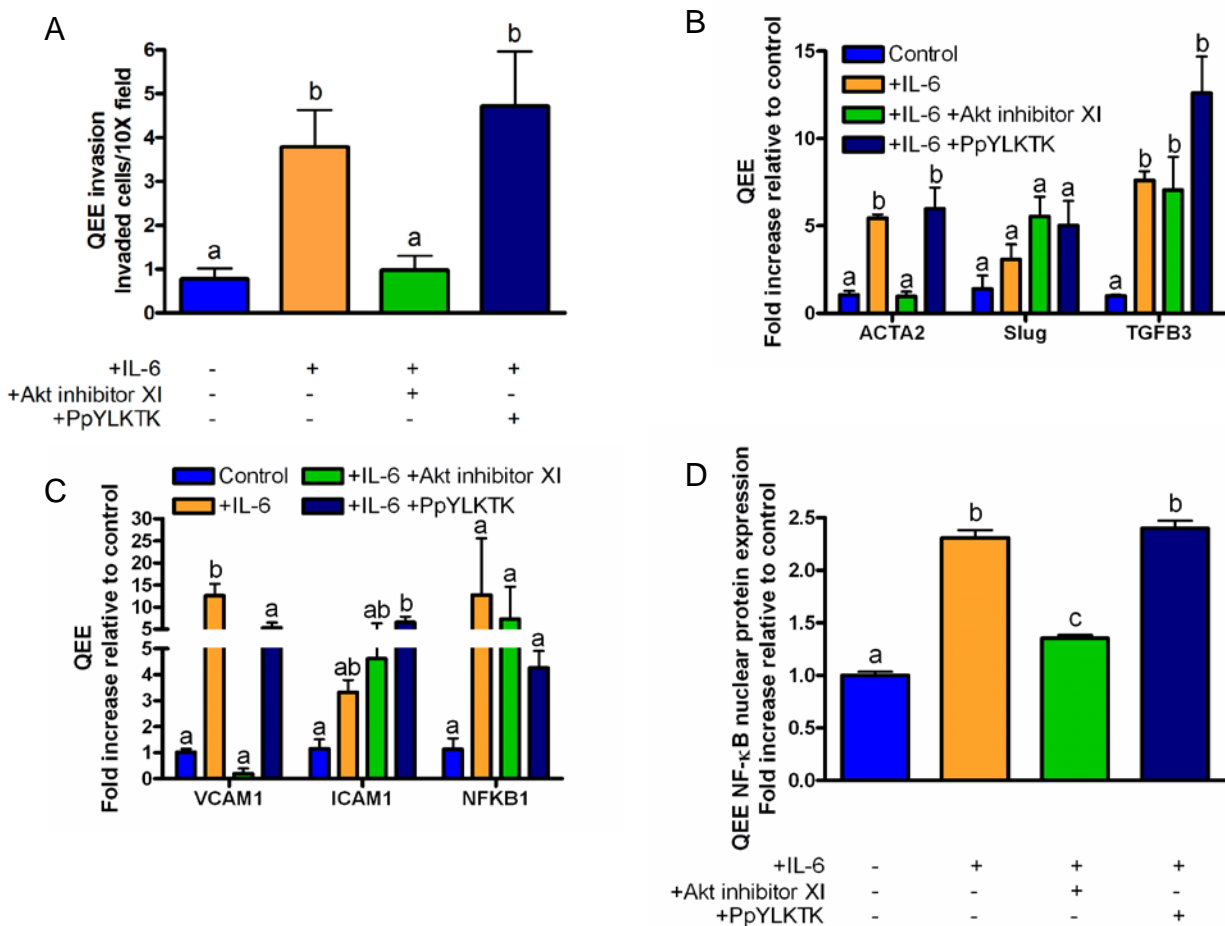 A
QEE invasion
Invaded cells/10X field
6
5
4
3
2
1
0
a
b
a
b
+IL-6 - + + +
+Akt inhibitor XI - - + -
+PpYLKTK - - - +
B
QEE
Fold increase relative to control
15
10
5
0
Control
+IL-6
+IL-6 +Akt inhibitor XI
+IL-6 +PpYLKTK
a b a b a a a a a b b b
ACTA2 Slug TGFB3
C
Control +IL-6 +Akt inhibitor XI
+IL-6 +IL-6 +PpYLKTK
QEE
Fold increase relative to control
30
25
20
15
10
5
5
4
3
2
1
0
a b a a a ab ab b a a a a
VCAM1 ICAM1 NFKB1
D
QEE NF-κB nuclear protein expression
Fold increase relative to control
2.5
2.0
1.5
1.0
0.5
0.0
a
b
c
b
+IL-6 - + + +
+Akt inhibitor XI - - + -
+PpYLKTK - - - +